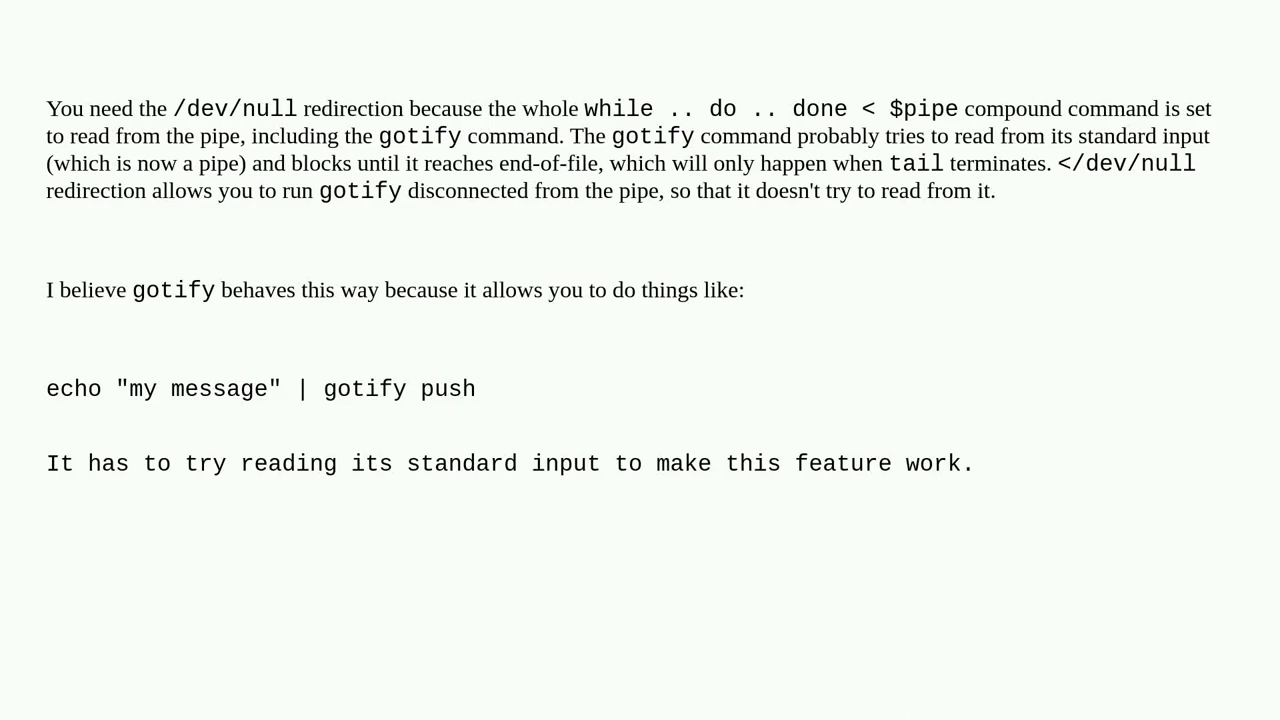 You need the /dev/null redirection because the whole while .. do .. done < $pipe compound command is set
to read from the pipe, including the gotify command. The gotify command probably tries to read from its standard input
(which is now a pipe) and blocks until it reaches end-of-file, which will only happen when tail terminates. </dev/null
redirection allows you to run gotify disconnected from the pipe, so that it doesn't try to read from it.
I believe gotify behaves this way because it allows you to do things like:
echo "my message" | gotify push
It has to try reading its standard input to make this feature work.